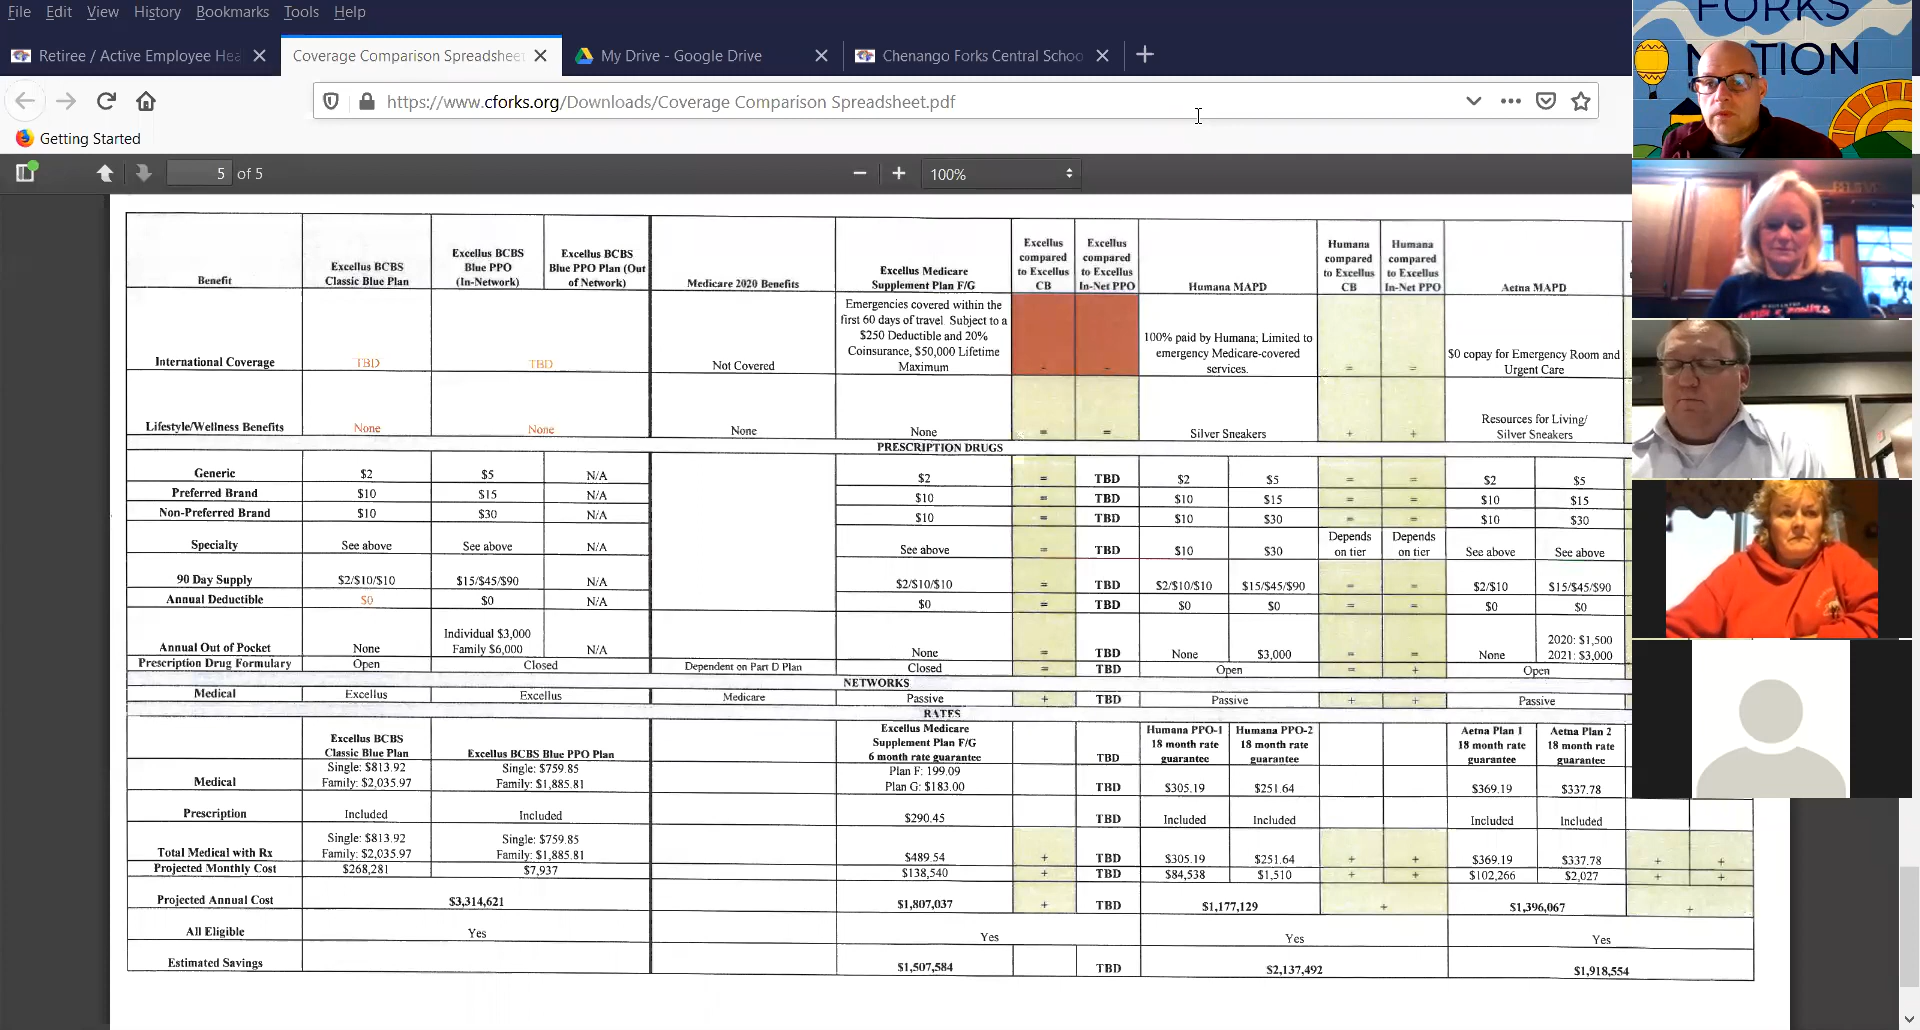 File Edit View History Bookmarks Tools Help
Retiree / Active Employee Hea
Coverage Comparison Spreadsheet
My Drive - Google Drive
Chenango Forks Central Schoo
https://www.cforks.org/Downloads/Coverage Comparison Spreadsheet.pdf
Getting Started
5 of 5
100%
FORKS
NATION
Benefit
Excellus BCBS
Classic Blue Plan
Excellus BCBS
Blue PPO
(In-Network)
Excellus BCBS
Blue PPO Plan (Out
of Network)
Medicare 2020 Benefits
Excellus Medicare
Supplement Plan F/G
Excellus
compared
to Excellus
CB
Excellus
compared
to Excellus
In-Net PPO
Humana MAPD
Humana
compared
to Excellus
CB
Humana
compared
to Excellus
In-Net PPO
Aetna MAPD
International Coverage
TBD
TBD
Not Covered
Emergencies covered within the
first 60 days of travel. Subject to a
$250 Deductible and 20%
Coinsurance, $50,000 Lifetime
Maximum
- -
100% paid by Humana; Limited to
emergency Medicare-covered
services.
= =
$0 copay for Emergency Room and
Urgent Care
Lifestyle/Wellness Benefits None None None None = = Silver Sneakers + +
Resources for Living/
Silver Sneakers
PRESCRIPTION DRUGS
Generic $2 $5 N/A $2 = TBD $2 $5 = = $2 $5
Preferred Brand $10 $15 N/A $10 = TBD $10 $15 = = $10 $15
Non-Preferred Brand $10 $30 N/A $10 = TBD $10 $30 = = $10 $30
Specialty See above See above N/A See above = TBD $10 $30
Depends
on tier
Depends
on tier
See above See above
90 Day Supply $2/$10/$10 $15/$45/$90 N/A $2/$10/$10 = TBD $2/$10/$10 $15/$45/$90 = = $2/$10 $15/$45/$90
Annual Deductible $0 $0 N/A $0 = TBD $0 $0 = = $0 $0
Annual Out of Pocket None
Individual $3,000
Family $6,000
N/A None = TBD None $3,000 = = None
2020: $1,500
2021: $3,000
Prescription Drug Formulary Open Closed Dependent on Part D Plan Closed = TBD Open = + Open
NETWORKS
Medical Excellus Excellus Medicare Passive + TBD Passive + + Passive
RATES
Excellus BCBS
Classic Blue Plan
Excellus BCBS Blue PPO Plan
Excellus Medicare
Supplement Plan F/G
6 month rate guarantee
TBD
Humana PPO-1
18 month rate
guarantee
Humana PPO-2
18 month rate
guarantee
Aetna Plan 1
18 month rate
guarantee
Aetna Plan 2
18 month rate
guarantee
Medical
Single: $813.92
Family: $2,035.97
Single: $759.85
Family: $1,885.81
Plan F: 199.09
Plan G: $183.00
TBD $305.19 $251.64 $369.19 $337.78
Prescription Included Included $290.45 TBD Included Included Included Included
Total Medical with Rx
Single: $813.92
Family: $2,035.97
Single: $759.85
Family: $1,885.81
$489.54 + TBD $305.19 $251.64 + + $369.19 $337.78 + +
Projected Monthly Cost $268,281 $7,937 $138,540 + TBD $84,538 $1,510 + + $102,266 $2,027 + +
Projected Annual Cost $3,314,621 $1,807,037 + TBD $1,177,129 + $1,396,067 +
All Eligible Yes Yes Yes Yes
Estimated Savings $1,507,584 TBD $2,137,492 $1,918,554